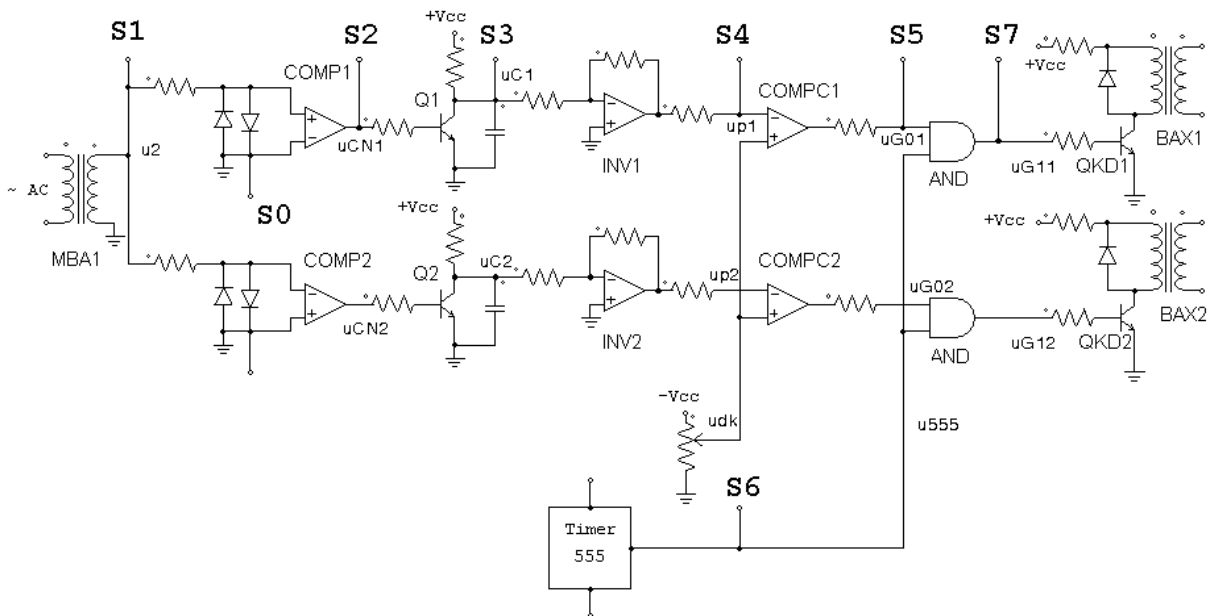 S1
S2
S3
S4
S5
S7
+Vcc
+Vcc
COMP1
Q1
uC1
COMPC1
BAX1
u2
uCN1
INV1
up1
uG01
AND
uG11
QKD1
~ AC
S0
MBA1
+Vcc
+Vcc
COMP2
Q2
uC2
up2
COMPC2
uG02
BAX2
uCN2
INV2
AND
uG12
QKD2
-Vcc
udk
u555
S6
Timer
555